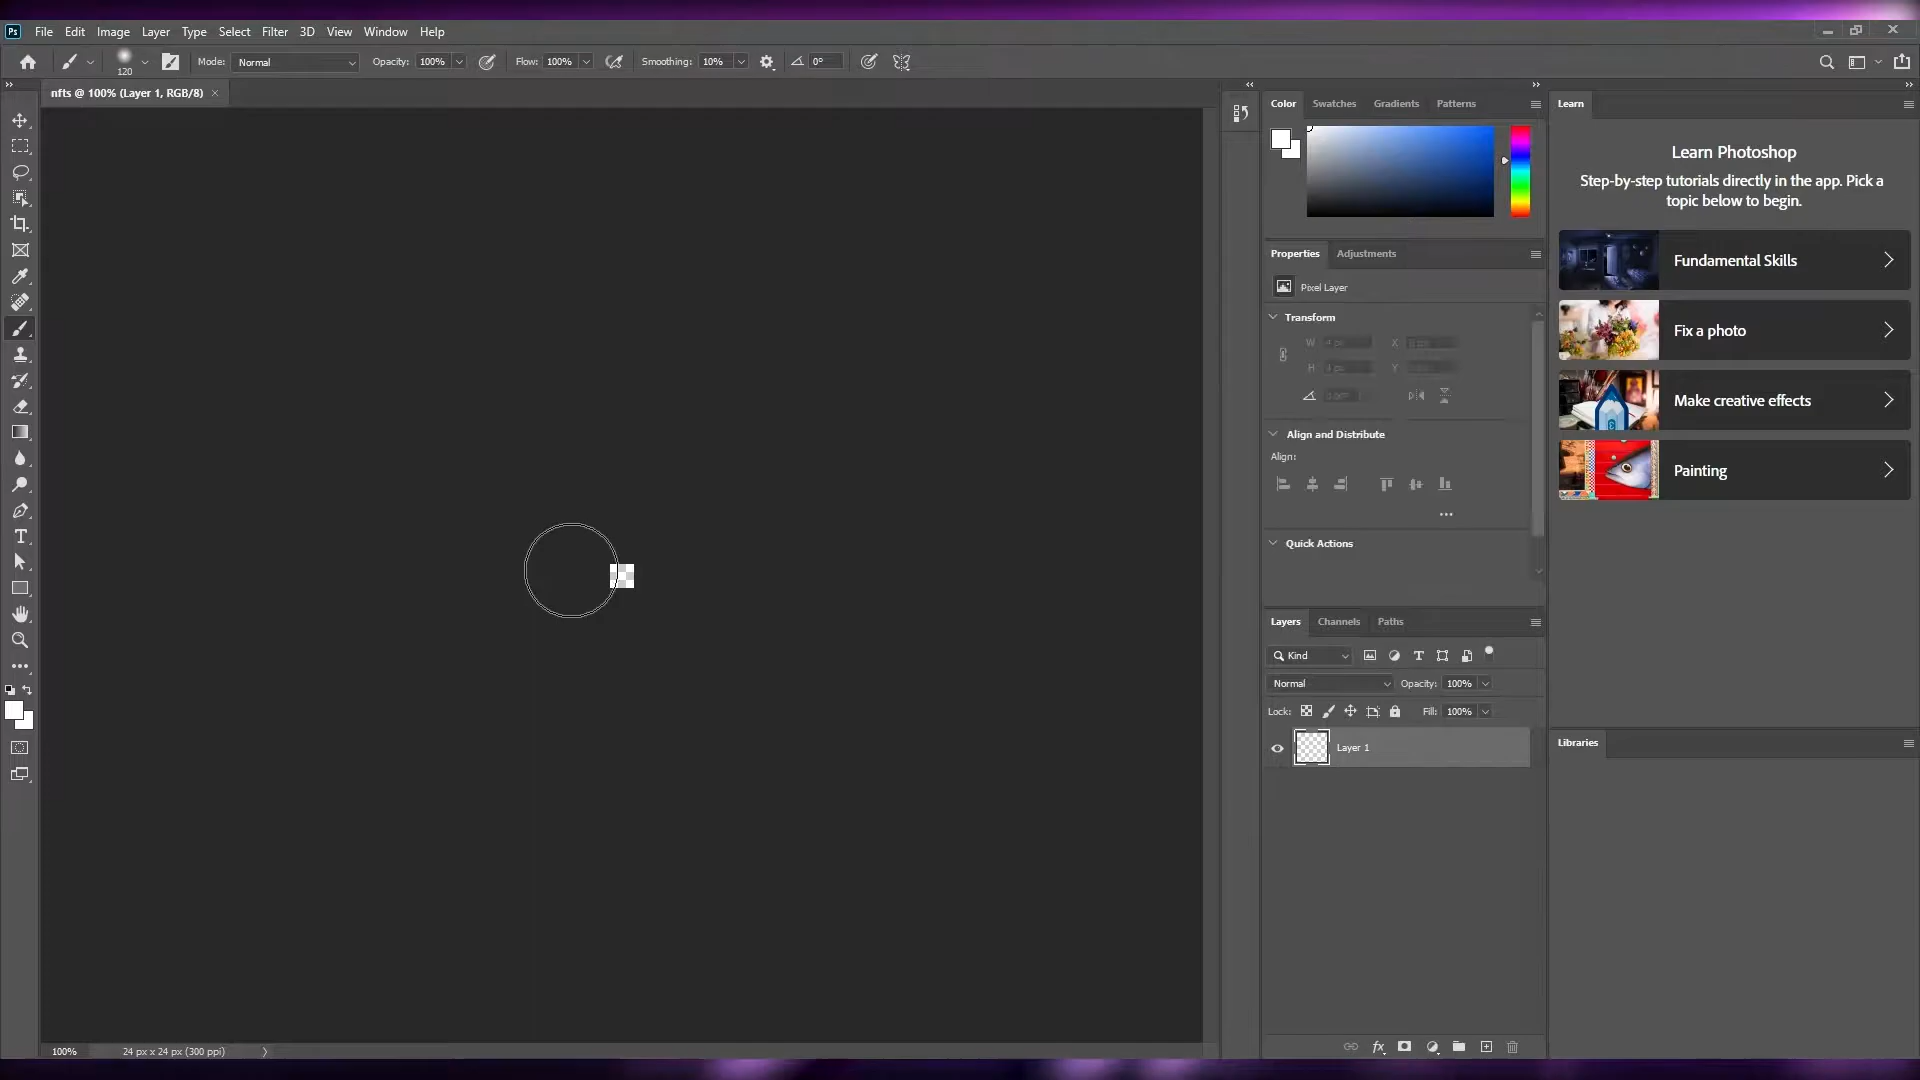 Ps File Edit Image Layer Type Select Filter 3D View Window Help
120 Mode: Normal Opacity: 100% Flow: 100% Smoothing: 10% 0°
nfts @ 100% (Layer 1, RGB/8) ×
Color Swatches Gradients Patterns
Properties Adjustments
Pixel Layer
Transform
W X
H Y
Align and Distribute
Align:
Quick Actions
Layers Channels Paths
Kind
Normal Opacity: 100%
Lock: Fill: 100%
Layer 1
Learn
Learn Photoshop
Step-by-step tutorials directly in the app. Pick a
topic below to begin.
Fundamental Skills
Fix a photo
Make creative effects
Painting
Libraries
100% 24 px x 24 px (300 ppi)
fx